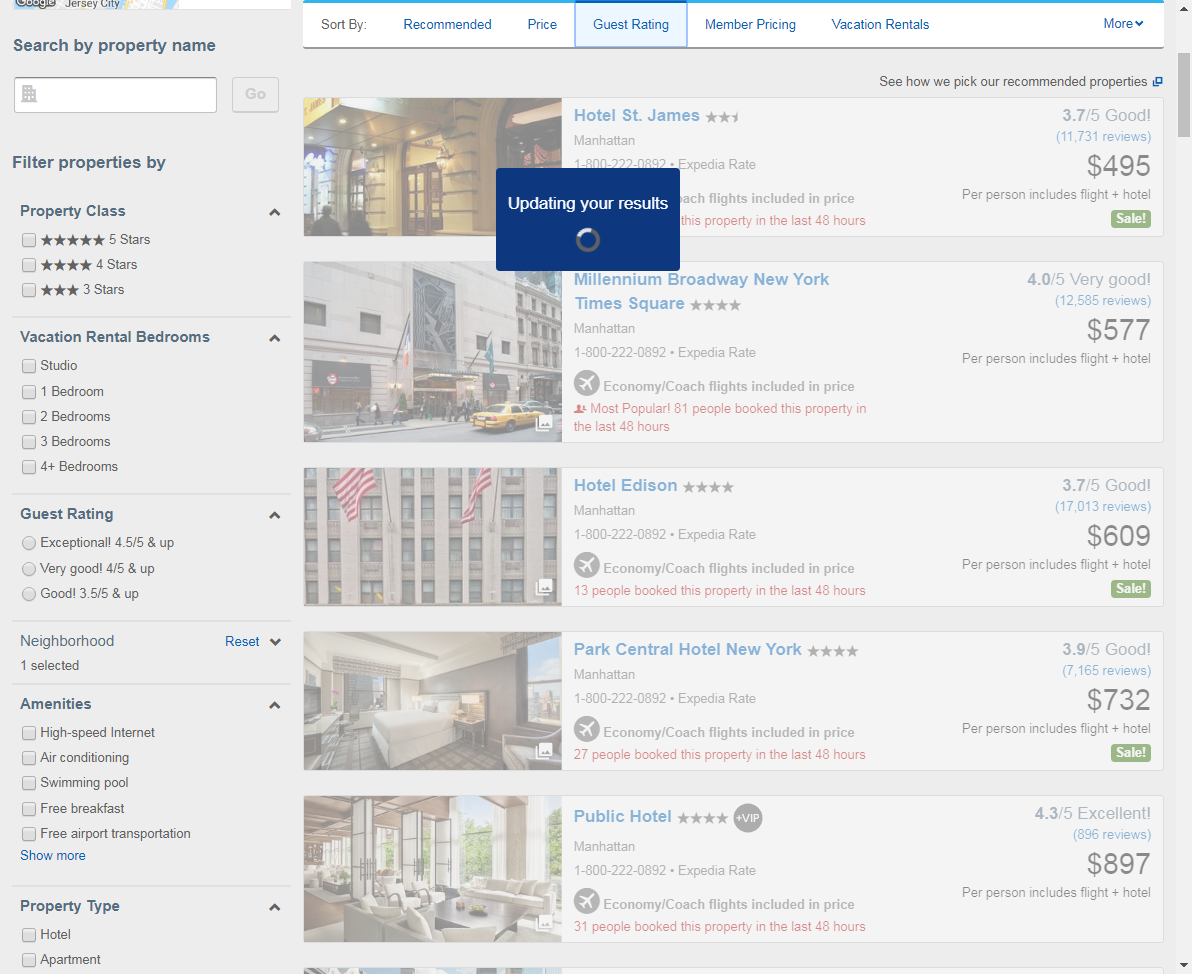 Google
Jersey City
Search by property name
Go
Filter properties by
Property Class
5 Stars
4 Stars
3 Stars
Vacation Rental Bedrooms
Studio
1 Bedroom
2 Bedrooms
3 Bedrooms
4+ Bedrooms
Guest Rating
Exceptional! 4.5/5 & up
Very good! 4/5 & up
Good! 3.5/5 & up
Neighborhood Reset
1 selected
Amenities
High-speed Internet
Air conditioning
Swimming pool
Free breakfast
Free airport transportation
Show more
Property Type
Hotel
Apartment
Sort By: Recommended Price Guest Rating Member Pricing Vacation Rentals More
See how we pick our recommended properties
Hotel St. James
Manhattan
1-800-222-0892 • Expedia Rate
flights included in price
this property in the last 48 hours
3.7/5 Good!
(11,731 reviews)
$495
Per person includes flight + hotel
Sale!
Updating your results
Millennium Broadway New York
Times Square
Manhattan
1-800-222-0892 • Expedia Rate
Economy/Coach flights included in price
Most Popular! 81 people booked this property in
the last 48 hours
4.0/5 Very good!
(12,585 reviews)
$577
Per person includes flight + hotel
Hotel Edison
Manhattan
1-800-222-0892 • Expedia Rate
Economy/Coach flights included in price
13 people booked this property in the last 48 hours
3.7/5 Good!
(17,013 reviews)
$609
Per person includes flight + hotel
Sale!
Park Central Hotel New York
Manhattan
1-800-222-0892 • Expedia Rate
Economy/Coach flights included in price
27 people booked this property in the last 48 hours
3.9/5 Good!
(7,165 reviews)
$732
Per person includes flight + hotel
Sale!
Public Hotel +VIP
Manhattan
1-800-222-0892 • Expedia Rate
Economy/Coach flights included in price
31 people booked this property in the last 48 hours
4.3/5 Excellent!
(896 reviews)
$897
Per person includes flight + hotel